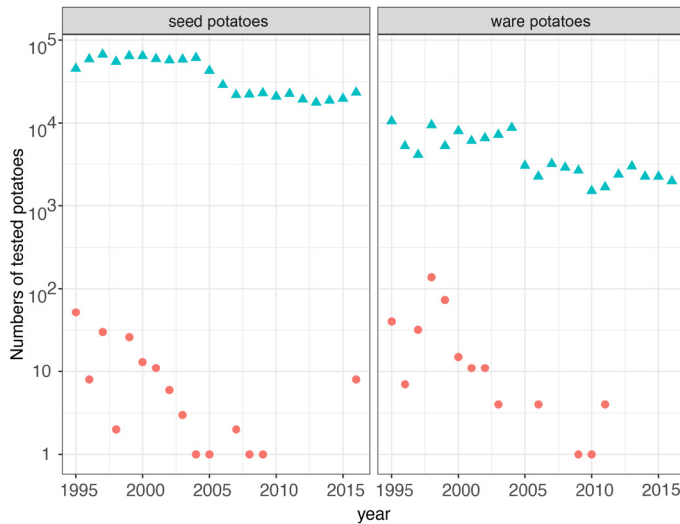 seed potatoes
ware potatoes
Numbers of tested potatoes
10^5
10^4
10^3
10^2
10
1
1995 2000 2005 2010 2015
1995 2000 2005 2010 2015
year